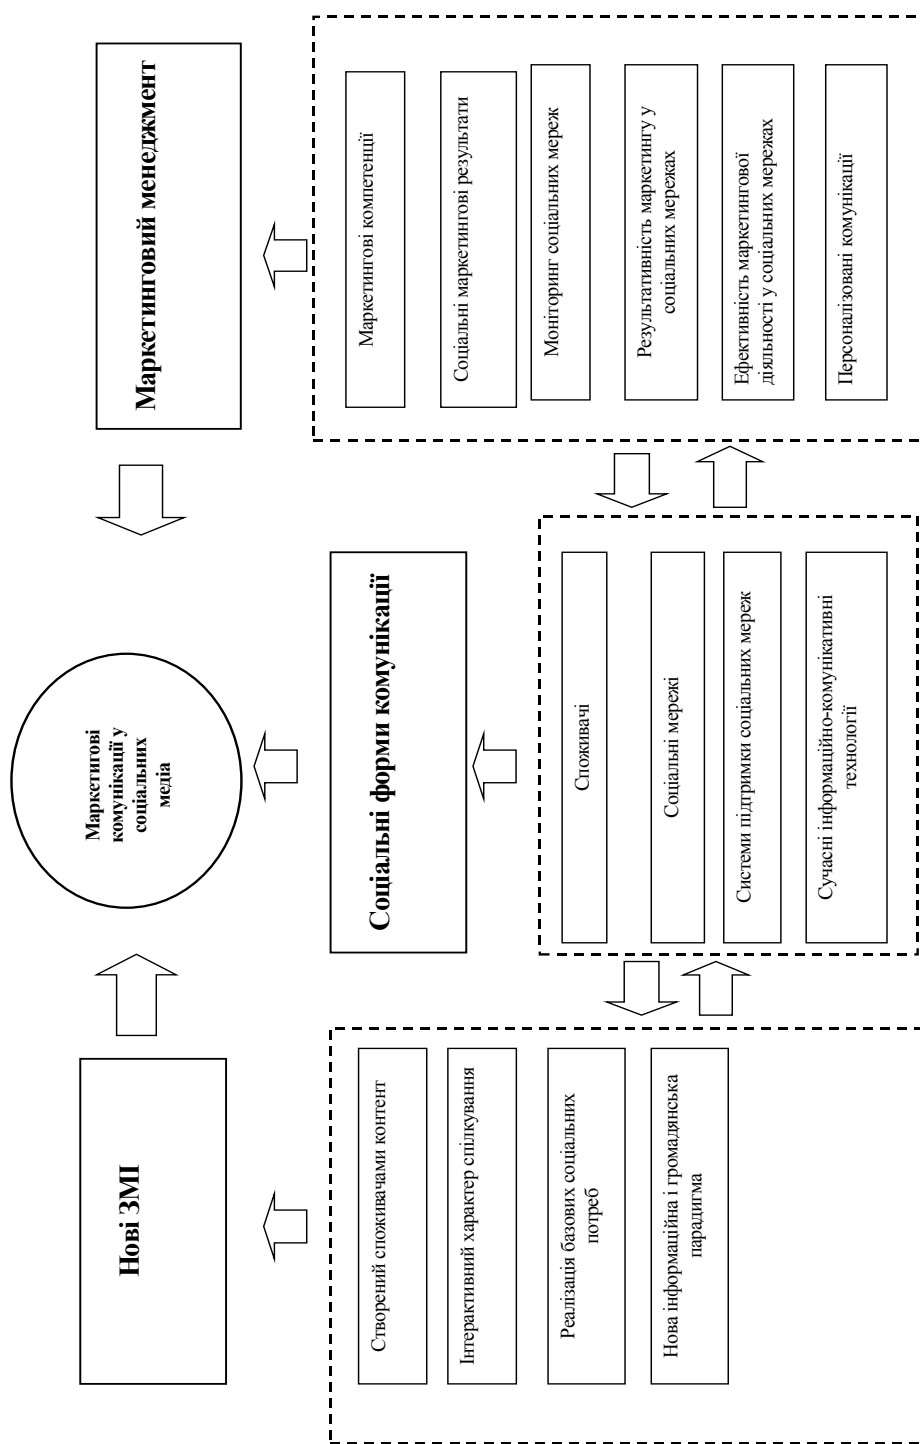 Маркетигові
комунікації у
соціальних
медіа
Нові ЗМІ
Соціальні форми комунікації
Маркетинговий менеджмент
Створений споживачами контент
Інтерактивний характер спілкування
Реалізація базових соціальних
потреб
Нова інформаційна і громадянська
парадигма
Споживачі
Соціальні мережі
Системи підтримки соціальних мереж
Сучасні інформаційно-комунікативні
технології
Маркетингові компетенції
Соціальні маркетингові результати
Моніторинг соціальних мереж
Результативність маркетингу у
соціальних мережах
Ефективність маркетингової
діяльності у соціальних мережах
Персоналізовані комунікації